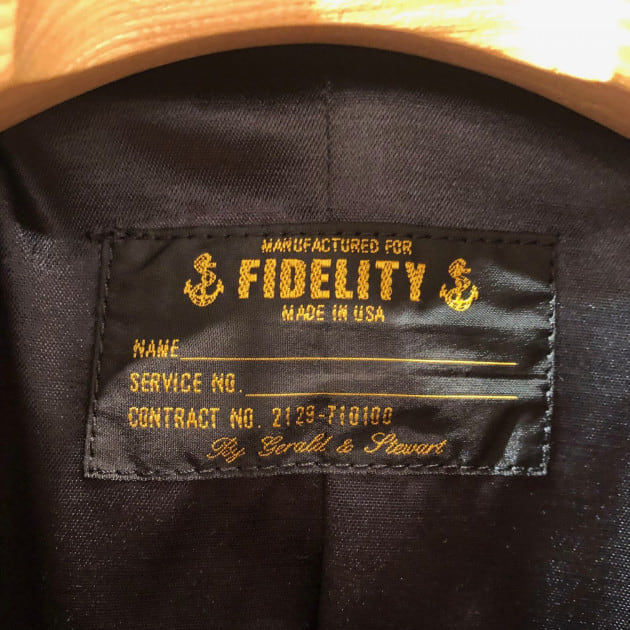 MANUFACTURED FOR
FIDELITY
MADE IN USA
NAME
SERVICE NO.
CONTRACT NO. 2129-710100
By Gerald & Stewart